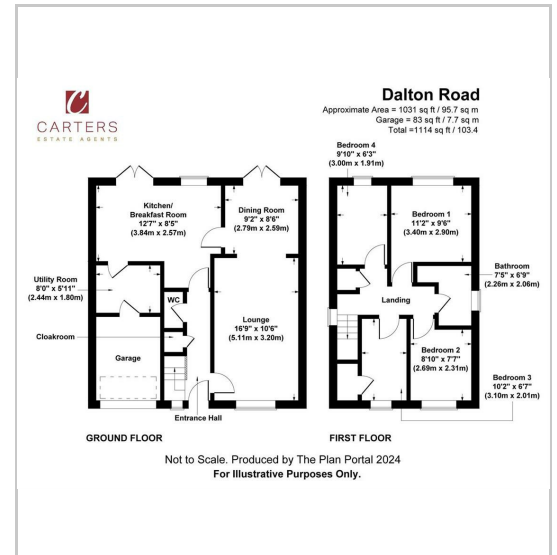 CARTERS
ESTATE AGENTS
Dalton Road
Approximate Area = 1031 sq ft / 95.7 sq m
Garage = 83 sq ft / 7.7 sq m
Total =1114 sq ft / 103.4
Kitchen/
Breakfast Room
12'7" x 8'5"
(3.84m x 2.57m)
Dining Room
9'2" x 8'6"
(2.79m x 2.59m)
Utility Room
8'0" x 5'11"
(2.44m x 1.80m)
WC
Cloakroom
Lounge
16'9" x 10'6"
(5.11m x 3.20m)
Garage
Entrance Hall
GROUND FLOOR
Bedroom 4
9'10" x 6'3"
(3.00m x 1.91m)
Bedroom 1
11'2" x 9'6"
(3.40m x 2.90m)
Bathroom
7'5" x 6'9"
(2.26m x 2.06m)
Landing
Bedroom 2
8'10" x 7'7"
(2.69m x 2.31m)
Bedroom 3
10'2" x 6'7"
(3.10m x 2.01m)
FIRST FLOOR
Not to Scale. Produced by The Plan Portal 2024
For Illustrative Purposes Only.